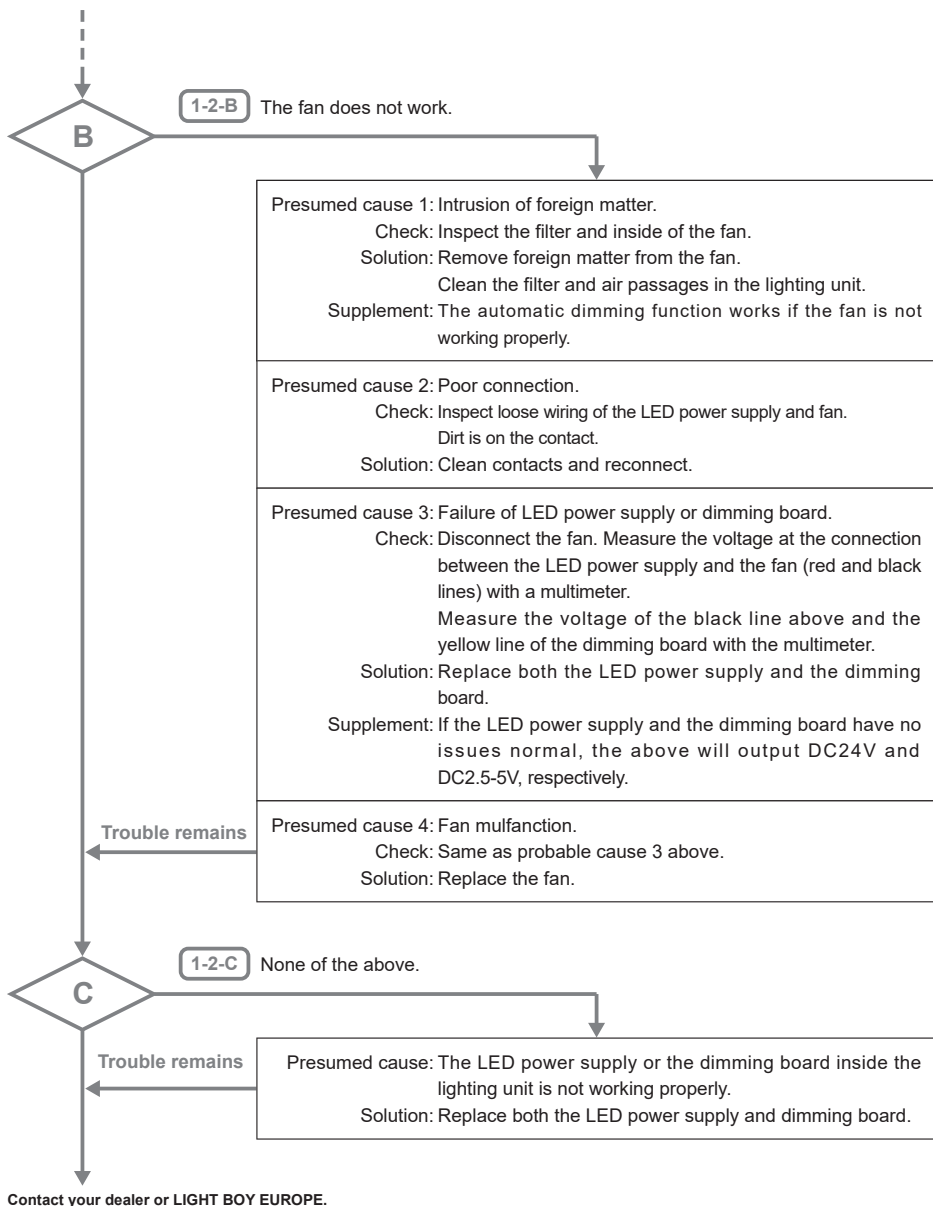 B
1-2-B The fan does not work.
Presumed cause 1: Intrusion of foreign matter.
Check: Inspect the filter and inside of the fan.
Solution: Remove foreign matter from the fan.
Clean the filter and air passages in the lighting unit.
Supplement: The automatic dimming function works if the fan is not
working properly.
Presumed cause 2: Poor connection.
Check: Inspect loose wiring of the LED power supply and fan.
Dirt is on the contact.
Solution: Clean contacts and reconnect.
Presumed cause 3: Failure of LED power supply or dimming board.
Check: Disconnect the fan. Measure the voltage at the connection
between the LED power supply and the fan (red and black
lines) with a multimeter.
Measure the voltage of the black line above and the
yellow line of the dimming board with the multimeter.
Solution: Replace both the LED power supply and the dimming
board.
Supplement: If the LED power supply and the dimming board have no
issues normal, the above will output DC24V and
DC2.5-5V, respectively.
Trouble remains
Presumed cause 4: Fan mulfanction.
Check: Same as probable cause 3 above.
Solution: Replace the fan.
C
1-2-C None of the above.
Trouble remains
Presumed cause: The LED power supply or the dimming board inside the
lighting unit is not working properly.
Solution: Replace both the LED power supply and dimming board.
Contact your dealer or LIGHT BOY EUROPE.